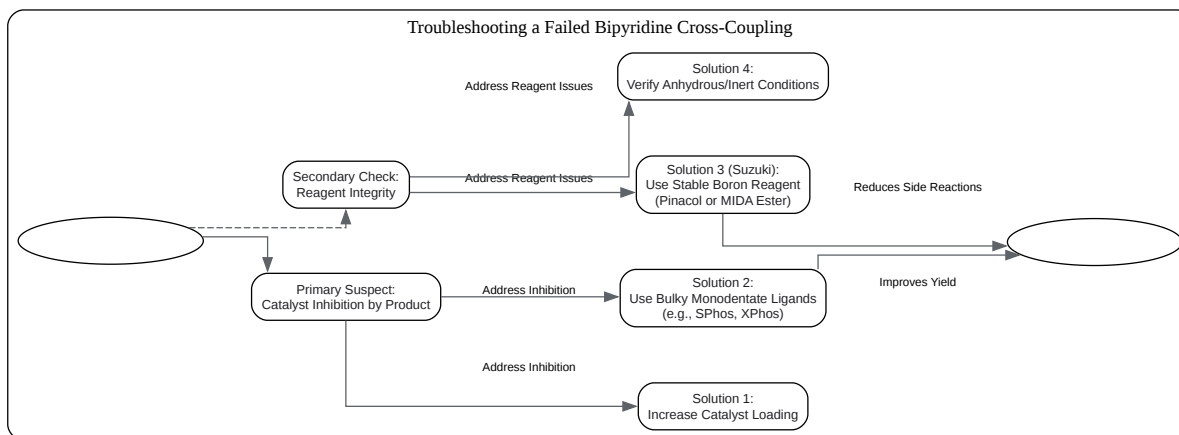 Troubleshooting a Failed Bipyridine Cross-Coupling
Solution 4:
Verify Anhydrous/Inert Conditions
Address Reagent Issues
Secondary Check:
Reagent Integrity
Address Reagent Issues
Solution 3 (Suzuki):
Use Stable Boron Reagent
(Pinacol or MIDA Ester)
Reduces Side Reactions
Primary Suspect:
Catalyst Inhibition by Product
Address Inhibition
Solution 2:
Use Bulky Monodentate Ligands
(e.g., SPhos, XPhos)
Improves Yield
Address Inhibition
Solution 1:
Increase Catalyst Loading